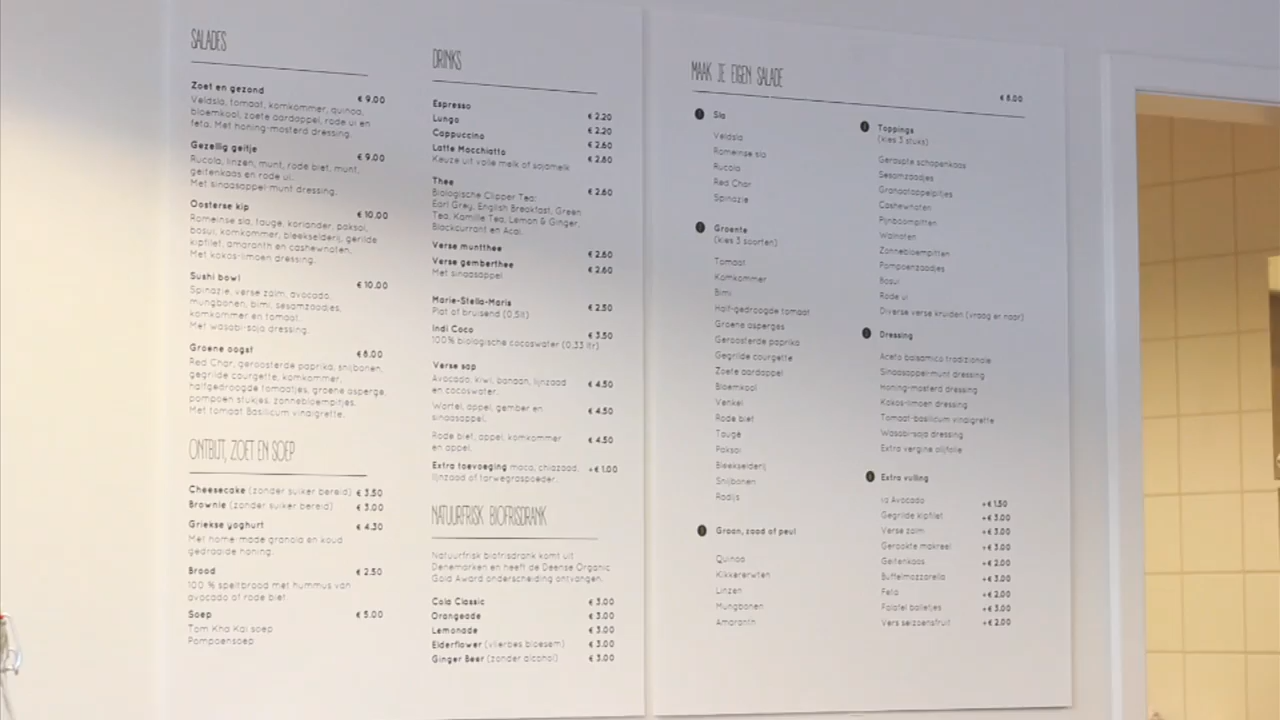 SALADES
Zoet en gezond € 9.00
Veldsla, tomaat, komkommer, quinoa,
bloemkool, zoete aardappel, rode ui en
feta. Met honing-mosterd dressing.
Gezellig geitje € 9.00
Rucola, linzen, munt, rode biet, munt,
geitenkaas en rode ui.
Met sinaasappel-munt dressing.
Oosterse kip € 10.00
Romeinse sla, tauge, koriander, paksoi,
bosui, komkommer, bleekselderij, gerilde
kipfilet, amaranth en cashewnoten.
Met kokos-limoen dressing.
Sushi bowl € 10.00
Spinazie, verse zalm, avocado,
mungbonen, bimi, sesamzaadjes,
komkommer en tomaat.
Met wasabi-soja dressing.
Groene oogst € 8.00
Red Char, geroosterde paprika, snijbonen,
gegrilde courgette, komkommer,
halfgedroogde tomaatjes, groene asperge,
pompoen stukjes, zonnebloempitjes.
Met tomaat Basilicum vinaigrette.
ONTBIJT, ZOET EN SOEP
Cheesecake (zonder suiker bereid) € 3.50
Brownie (zonder suiker bereid) € 3.00
Griekse yoghurt € 4.30
Met home-made granola en koud
gedraaide honing.
Brood € 2.50
100 % speltbrood met hummus van
avocado of rode biet.
Soep € 5.00
Tom Kha Kai soep
Pompoensoep
DRINKS
Espresso € 2.20
Lungo € 2.20
Cappuccino € 2.60
Latte Macchiato € 2.80
Keuze uit volle melk of sojamelk
Thee € 2.60
Biologische Clipper Tea:
Earl Grey, English Breakfast, Green
Tea, Kamille Tea, Lemon & Ginger,
Blackcurrant en Acai.
Verse muntthee € 2.60
Verse gemberthee € 2.60
Met sinaasappel
Marie-Stella-Maris € 2.50
Plat of bruisend (0,5lt)
Indi Coco € 3.50
100% biologische cocoswater (0,33 ltr)
Verse sap
Avocado, kiwi, banaan, lijnzaad € 4.50
en cocoswater.
Wortel, appel, gember en € 4.50
sinaasappel.
Rode biet, appel, komkommer € 4.50
en appel.
Extra toevoeging maca, chiazaad, +€ 1.00
lijnzaad of tarwegraspoeder.
NATUURFRISK BIOFRISDRANK
Natuurfrisk biofrisdrank komt uit
Denemarken en heeft de Deense Organic
Gold Award onderscheiding ontvangen.
Cola Classic € 3.00
Orangeade € 3.00
Lemonade € 3.00
Elderflower (vlierbes bloesem) € 3.00
Ginger Beer (zonder alcohol) € 3.00
MAAK JE EIGEN SALADE € 8.00
Sla
Veldsla
Romeinse sla
Rucola
Red Char
Spinazie
Groente
(kies 3 soorten)
Tomaat
Komkommer
Bimi
Half-gedroogde tomaat
Groene asperges
Geroosterde paprika
Gegrilde courgette
Zoete aardappel
Bloemkool
Venkel
Rode biet
Taugé
Paksoi
Bleekselderij
Snijbonen
Radijs
Graan, zaad of peul
Quinoa
Kikkererwten
Linzen
Mungbonen
Amaranth
Toppings
(kies 3 stuks)
Geraspte schapenkaas
Sesamzaadjes
Granaatappelpitjes
Cashewnoten
Pijnboompitten
Walnoten
Zonnebloempitten
Pompoenzaadjes
Bosui
Rode ui
Diverse verse kruiden (vraag er naar)
Dressing
Aceto balsamico tradizionale
Sinaasappel-munt dressing
Honing-mosterd dressing
Kokos-limoen dressing
Tomaat-basilicum vinaigrette
Wasabi-soja dressing
Extra vergine olijfolie
Extra vulling
½ Avocado +€ 1.50
Gegrilde kipfilet +€ 3.00
Verse zalm +€ 3.00
Gerookte makreel +€ 3.00
Geitenkaas +€ 2.00
Buffelmozzarella +€ 3.00
Feta +€ 2.00
Falafel balletjes +€ 3.00
Vers seizoensfruit +€ 2.00